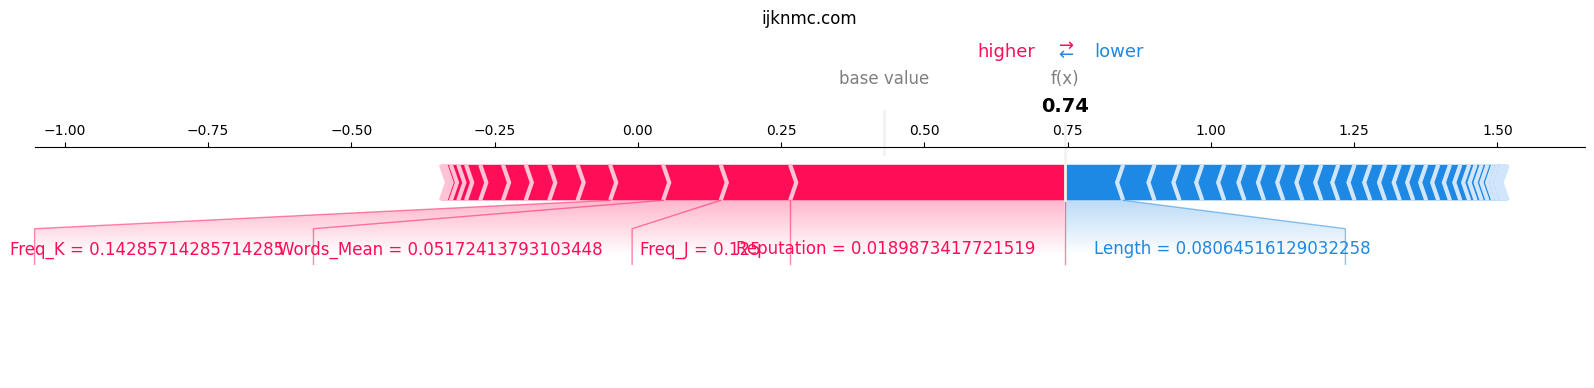 ijknmc.com
higher ⇄ lower
base value f(x)
0.74
−1.00 −0.75 −0.50 −0.25 0.00 0.25 0.50 0.75 1.00 1.25 1.50
Freq_K = 0.14285714285714285 Words_Mean = 0.05172413793103448 Freq_J = 0.125 Reputation = 0.0189873417721519 Length = 0.08064516129032258